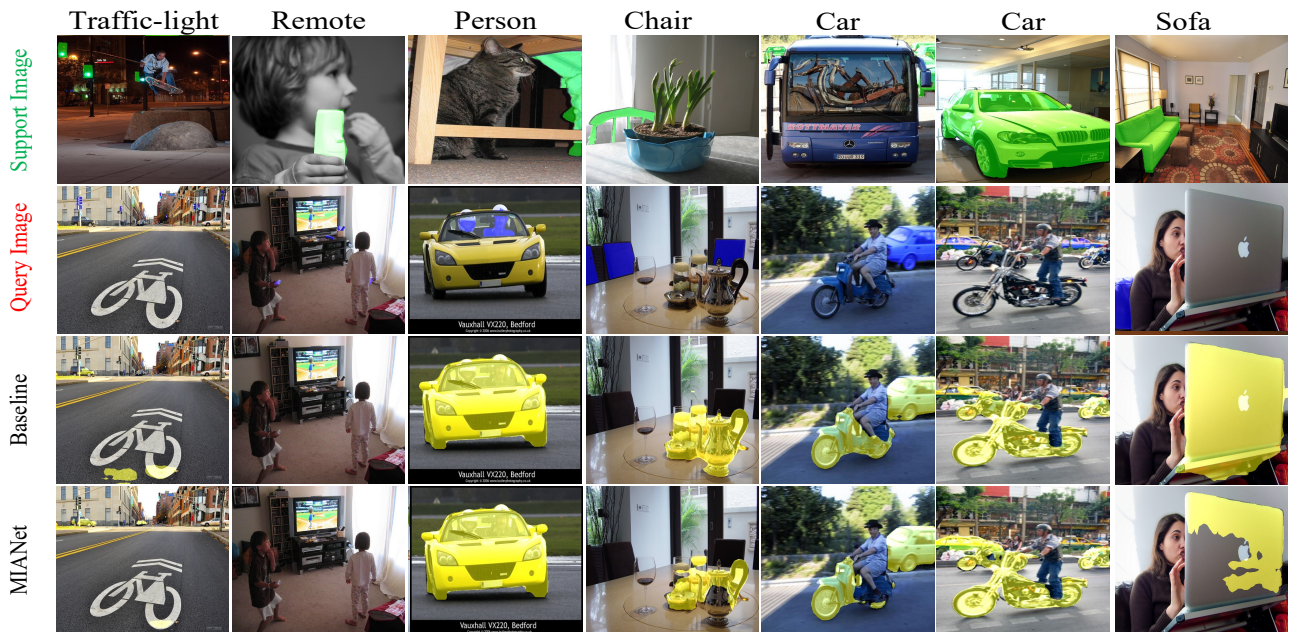 Traffic-light Remote Person Chair Car Car Sofa
Support Image
Query Image
Vauxhall VX220, Bedford
Baseline
Vauxhall VX220, Bedford
MIANet
Vauxhall VX220, Bedford